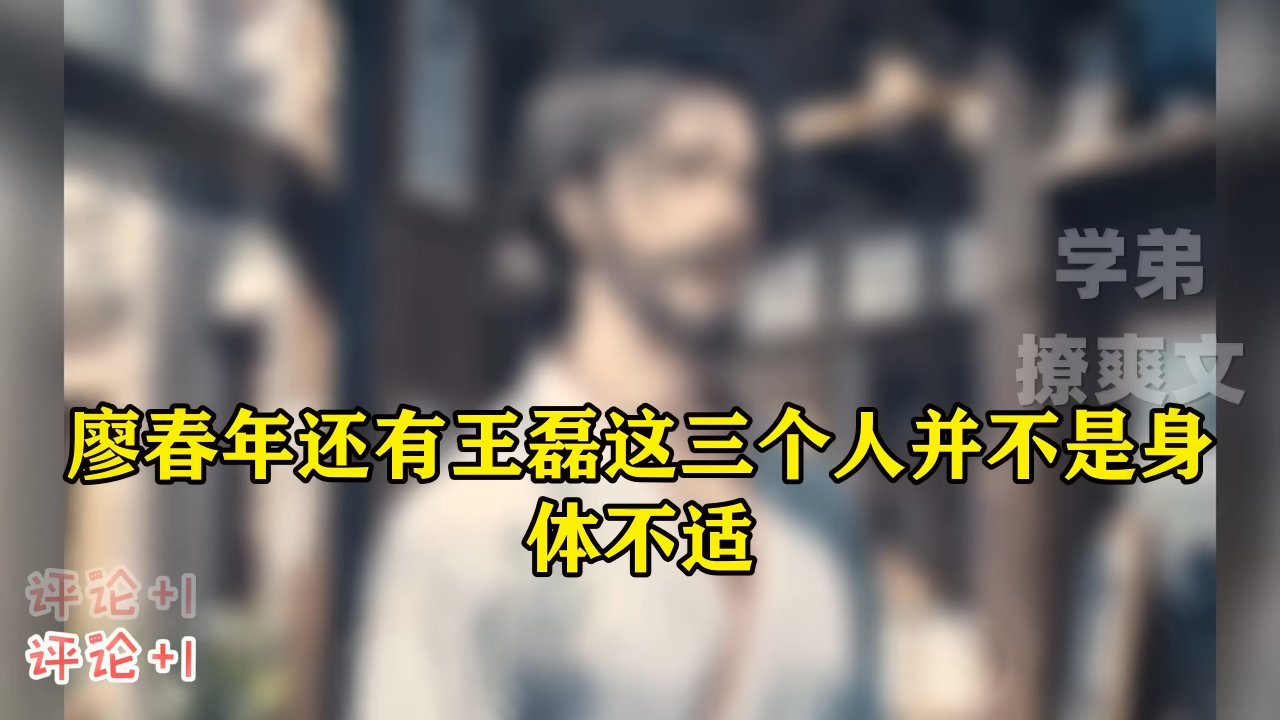 学弟
撩爽文
廖春年还有王磊这三个人并不是身
体不适
评论+1
评论+1